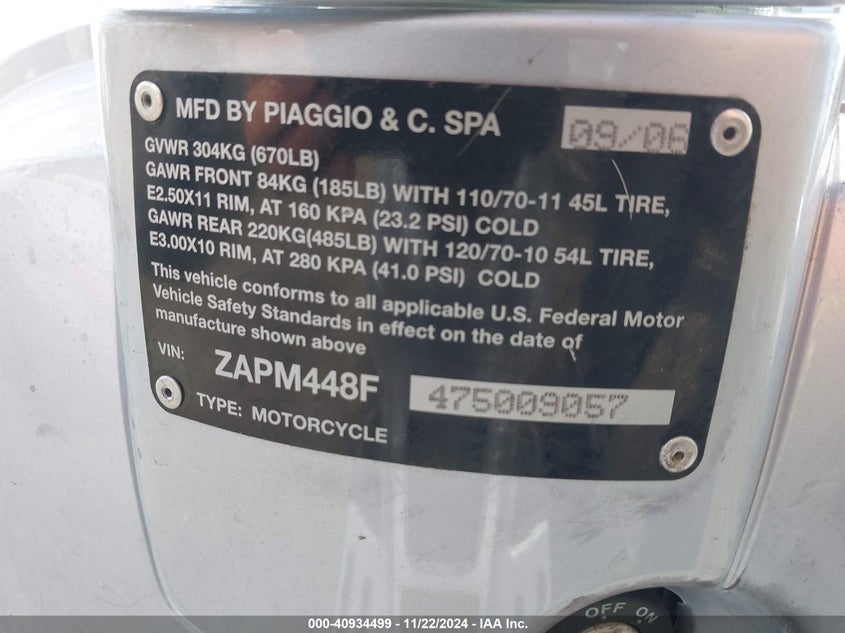 MFD BY PIAGGIO & C. SPA 09/06
GVWR 304KG (670LB)
GAWR FRONT 84KG (185LB) WITH 110/70-11 45L TIRE,
E2.50X11 RIM, AT 160 KPA (23.2 PSI) COLD
GAWR REAR 220KG(485LB) WITH 120/70-10 54L TIRE,
E3.00X10 RIM, AT 280 KPA (41.0 PSI) COLD
This vehicle conforms to all applicable U.S. Federal Motor
Vehicle Safety Standards in effect on the date of
manufacture shown above
VIN: ZAPM448F 475009057
TYPE: MOTORCYCLE
OFF ON
000-40934499 | 11/22/2024 - IAA Inc.